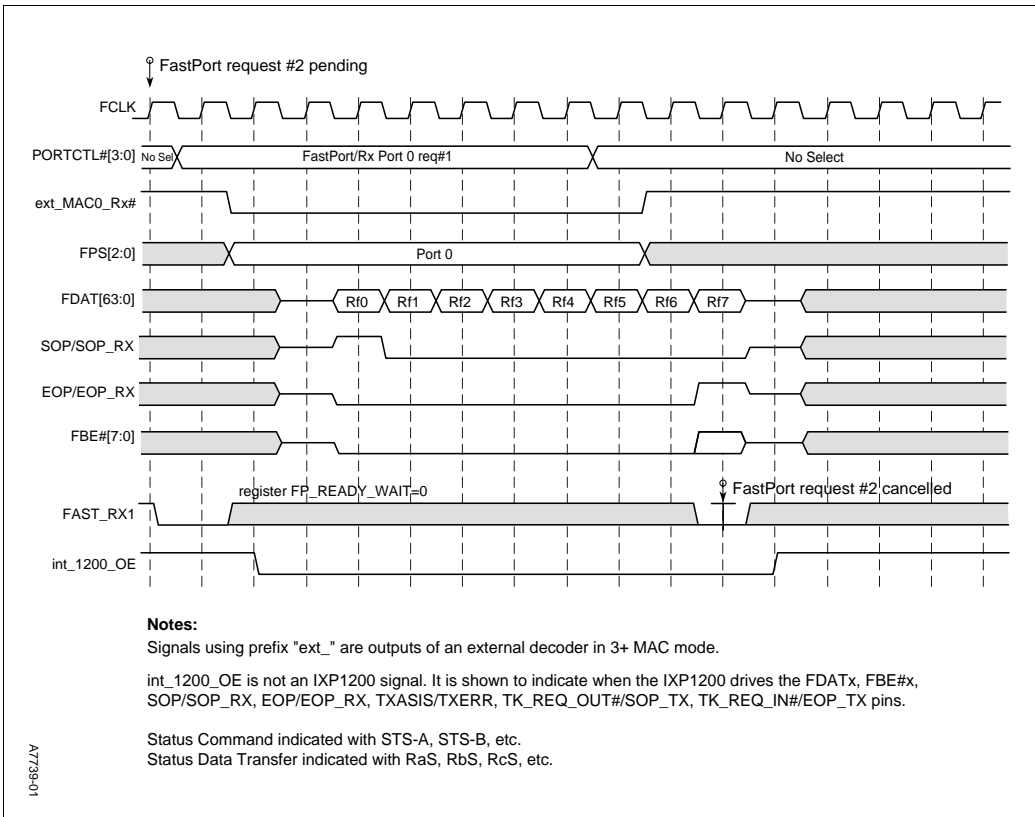 FastPort request #2 pending
FCLK
PORTCTL#[3:0] No Sel FastPort/Rx Port 0 req#1 No Select
ext_MAC0_Rx#
FPS[2:0] Port 0
FDAT[63:0] Rf0 Rf1 Rf2 Rf3 Rf4 Rf5 Rf6 Rf7
SOP/SOP_RX
EOP/EOP_RX
FBE#[7:0]
register FP_READY_WAIT=0 FastPort request #2 cancelled
FAST_RX1
int_1200_OE
Notes:
Signals using prefix "ext_" are outputs of an external decoder in 3+ MAC mode.
int_1200_OE is not an IXP1200 signal. It is shown to indicate when the IXP1200 drives the FDATx, FBE#x,
SOP/SOP_RX, EOP/EOP_RX, TXASIS/TXERR, TK_REQ_OUT#/SOP_TX, TK_REQ_IN#/EOP_TX pins.
Status Command indicated with STS-A, STS-B, etc.
Status Data Transfer indicated with RaS, RbS, RcS, etc.
A7739-01